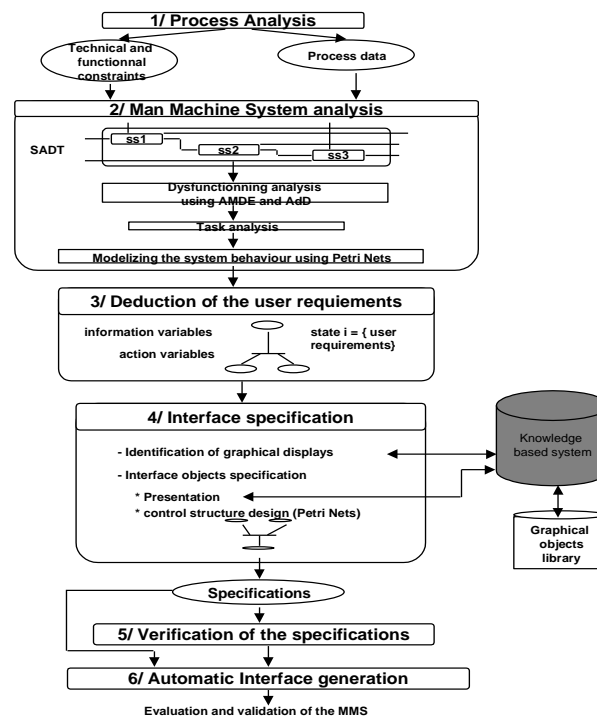 1/ Process Analysis
Technical and
functionnal
constraints
Process data
2/ Man Machine System analysis
SADT
ss1
ss2
ss3
Dysfunctionning analysis
using AMDE and AdD
Task analysis
Modelizing the system behaviour using Petri Nets
3/ Deduction of the user requiements
information variables
action variables
state i = { user
requirements}
4/ Interface specification
- Identification of graphical displays
- Interface objects specification
* Presentation
* control structure design (Petri Nets)
Knowledge
based system
Graphical
objects
library
Specifications
5/ Verification of the specifications
6/ Automatic Interface generation
Evaluation and validation of the MMS